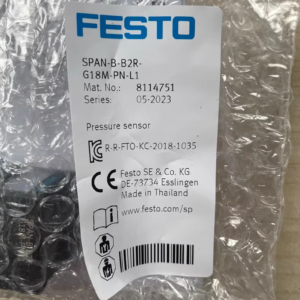 FESTO
SPAN-B-B2R-
G18M-PN-L1
Mat. No.: 8114751
Series: 05-2023
Pressure sensor
R-R-FTO-KC-2018-1035
CE
Festo SE & Co. KG
DE-73734 Esslingen
Made in Thailand
www.festo.com/sp